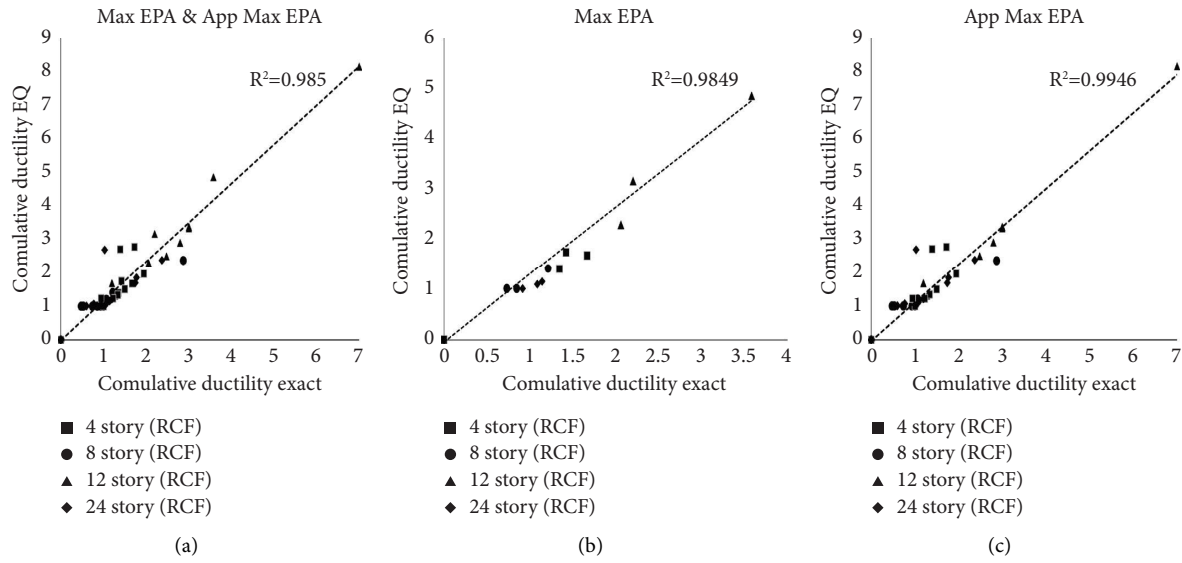 Max EPA & App Max EPA
9
8
7
6
5
4
3
2
1
0
Comulative ductility EQ
R²=0.985
0 1 2 3 4 5 6 7
Comulative ductility exact
4 story (RCF)
8 story (RCF)
12 story (RCF)
24 story (RCF)
(a)
Max EPA
6
5
4
3
2
1
0
Comulative ductility EQ
R²=0.9849
0 0.5 1 1.5 2 2.5 3 3.5 4
Comulative ductility exact
4 story (RCF)
8 story (RCF)
12 story (RCF)
24 story (RCF)
(b)
App Max EPA
9
8
7
6
5
4
3
2
1
0
Comulative ductility EQ
R²=0.9946
0 1 2 3 4 5 6 7
Comulative ductility exact
4 story (RCF)
8 story (RCF)
12 story (RCF)
24 story (RCF)
(c)